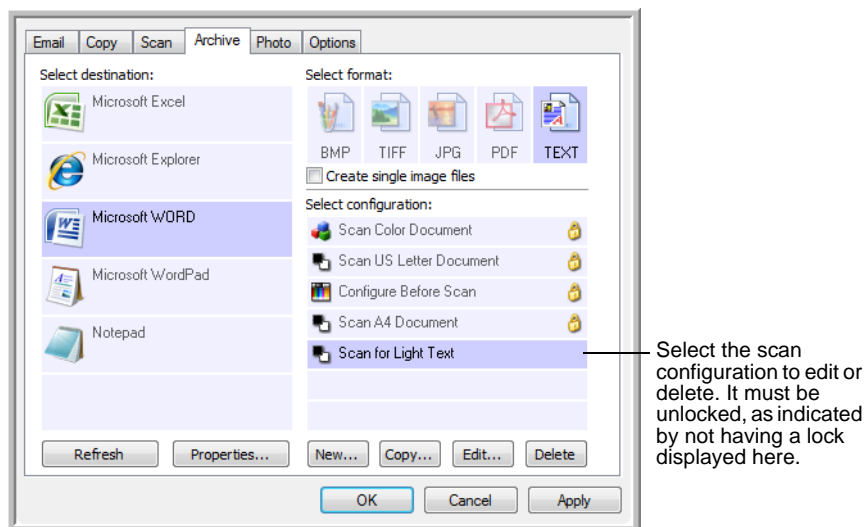 Email Copy Scan Archive Photo Options
Select destination:
Microsoft Excel
Microsoft Explorer
Microsoft WORD
Microsoft WordPad
Notepad
Refresh Properties...
Select format:
BMP TIFF JPG PDF TEXT
Create single image files
Select configuration:
Scan Color Document
Scan US Letter Document
Configure Before Scan
Scan A4 Document
Scan for Light Text
New... Copy... Edit... Delete
OK Cancel Apply
Select the scan
configuration to edit or
delete. It must be
unlocked, as indicated
by not having a lock
displayed here.